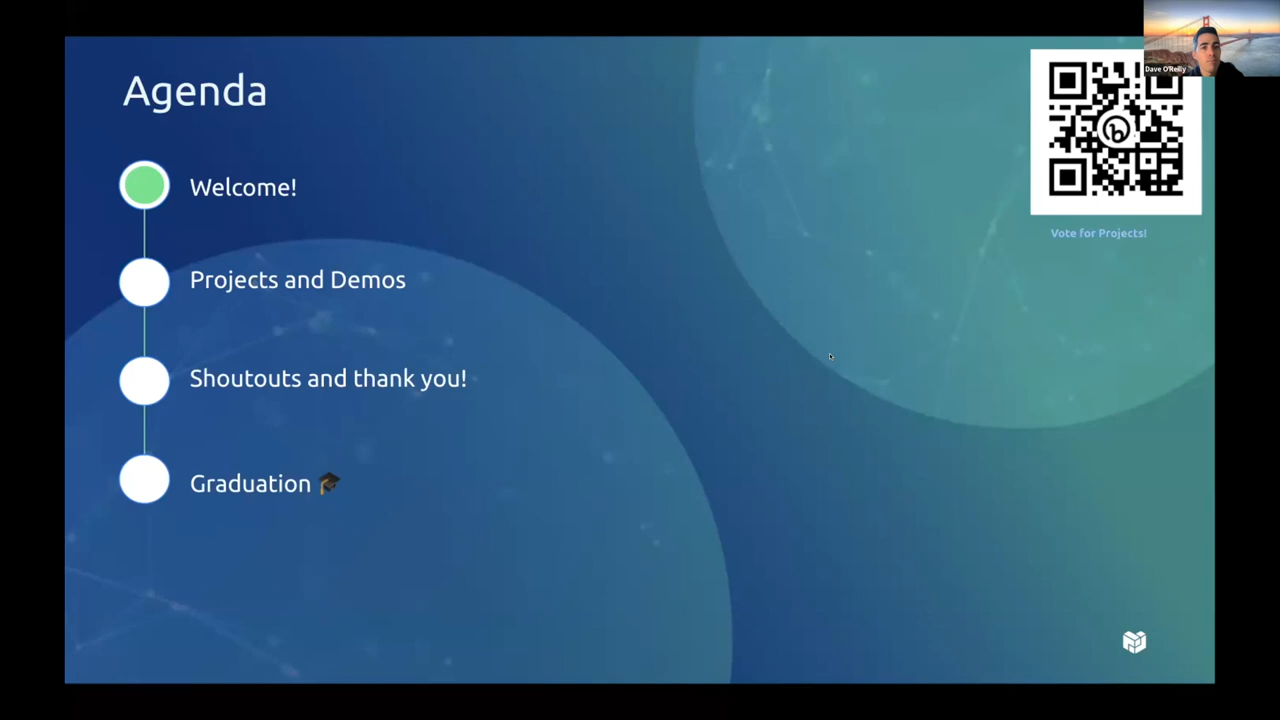 Agenda
Dave O'Reilly
Welcome!
Vote for Projects!
Projects and Demos
Shoutouts and thank you!
Graduation 🎓